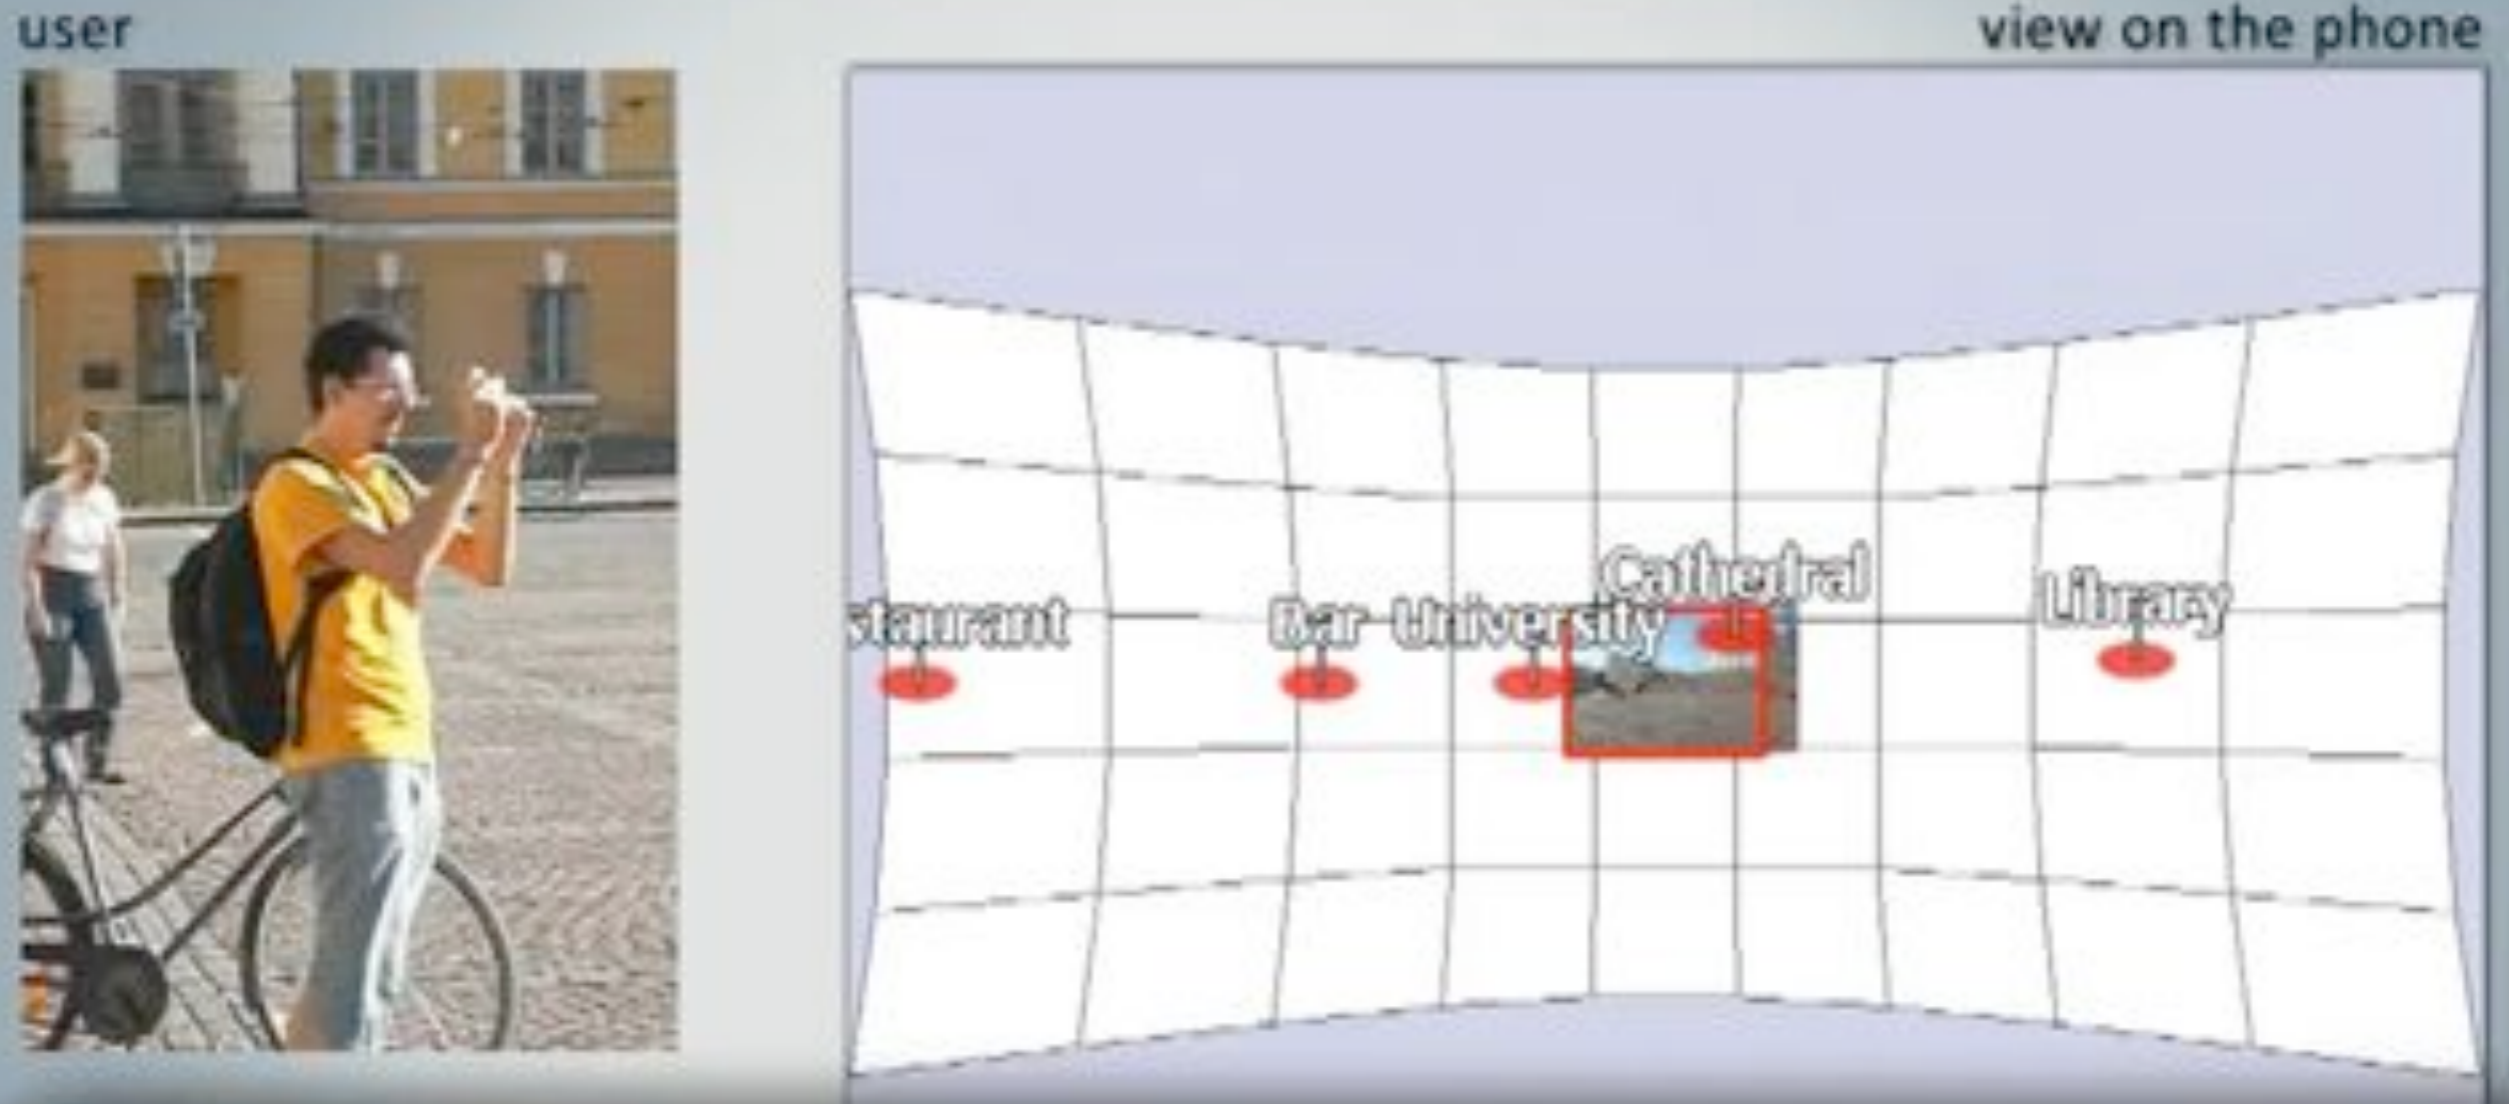 user
view on the phone
Cathedral
staurant
Bar
University
Library